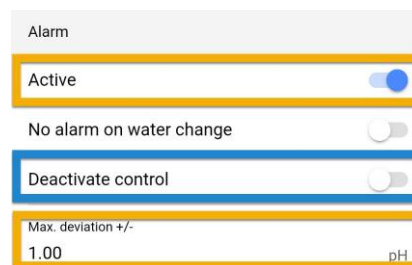 Alarm
Active
No alarm on water change
Deactivate control
Max. deviation +/-
1.00 pH